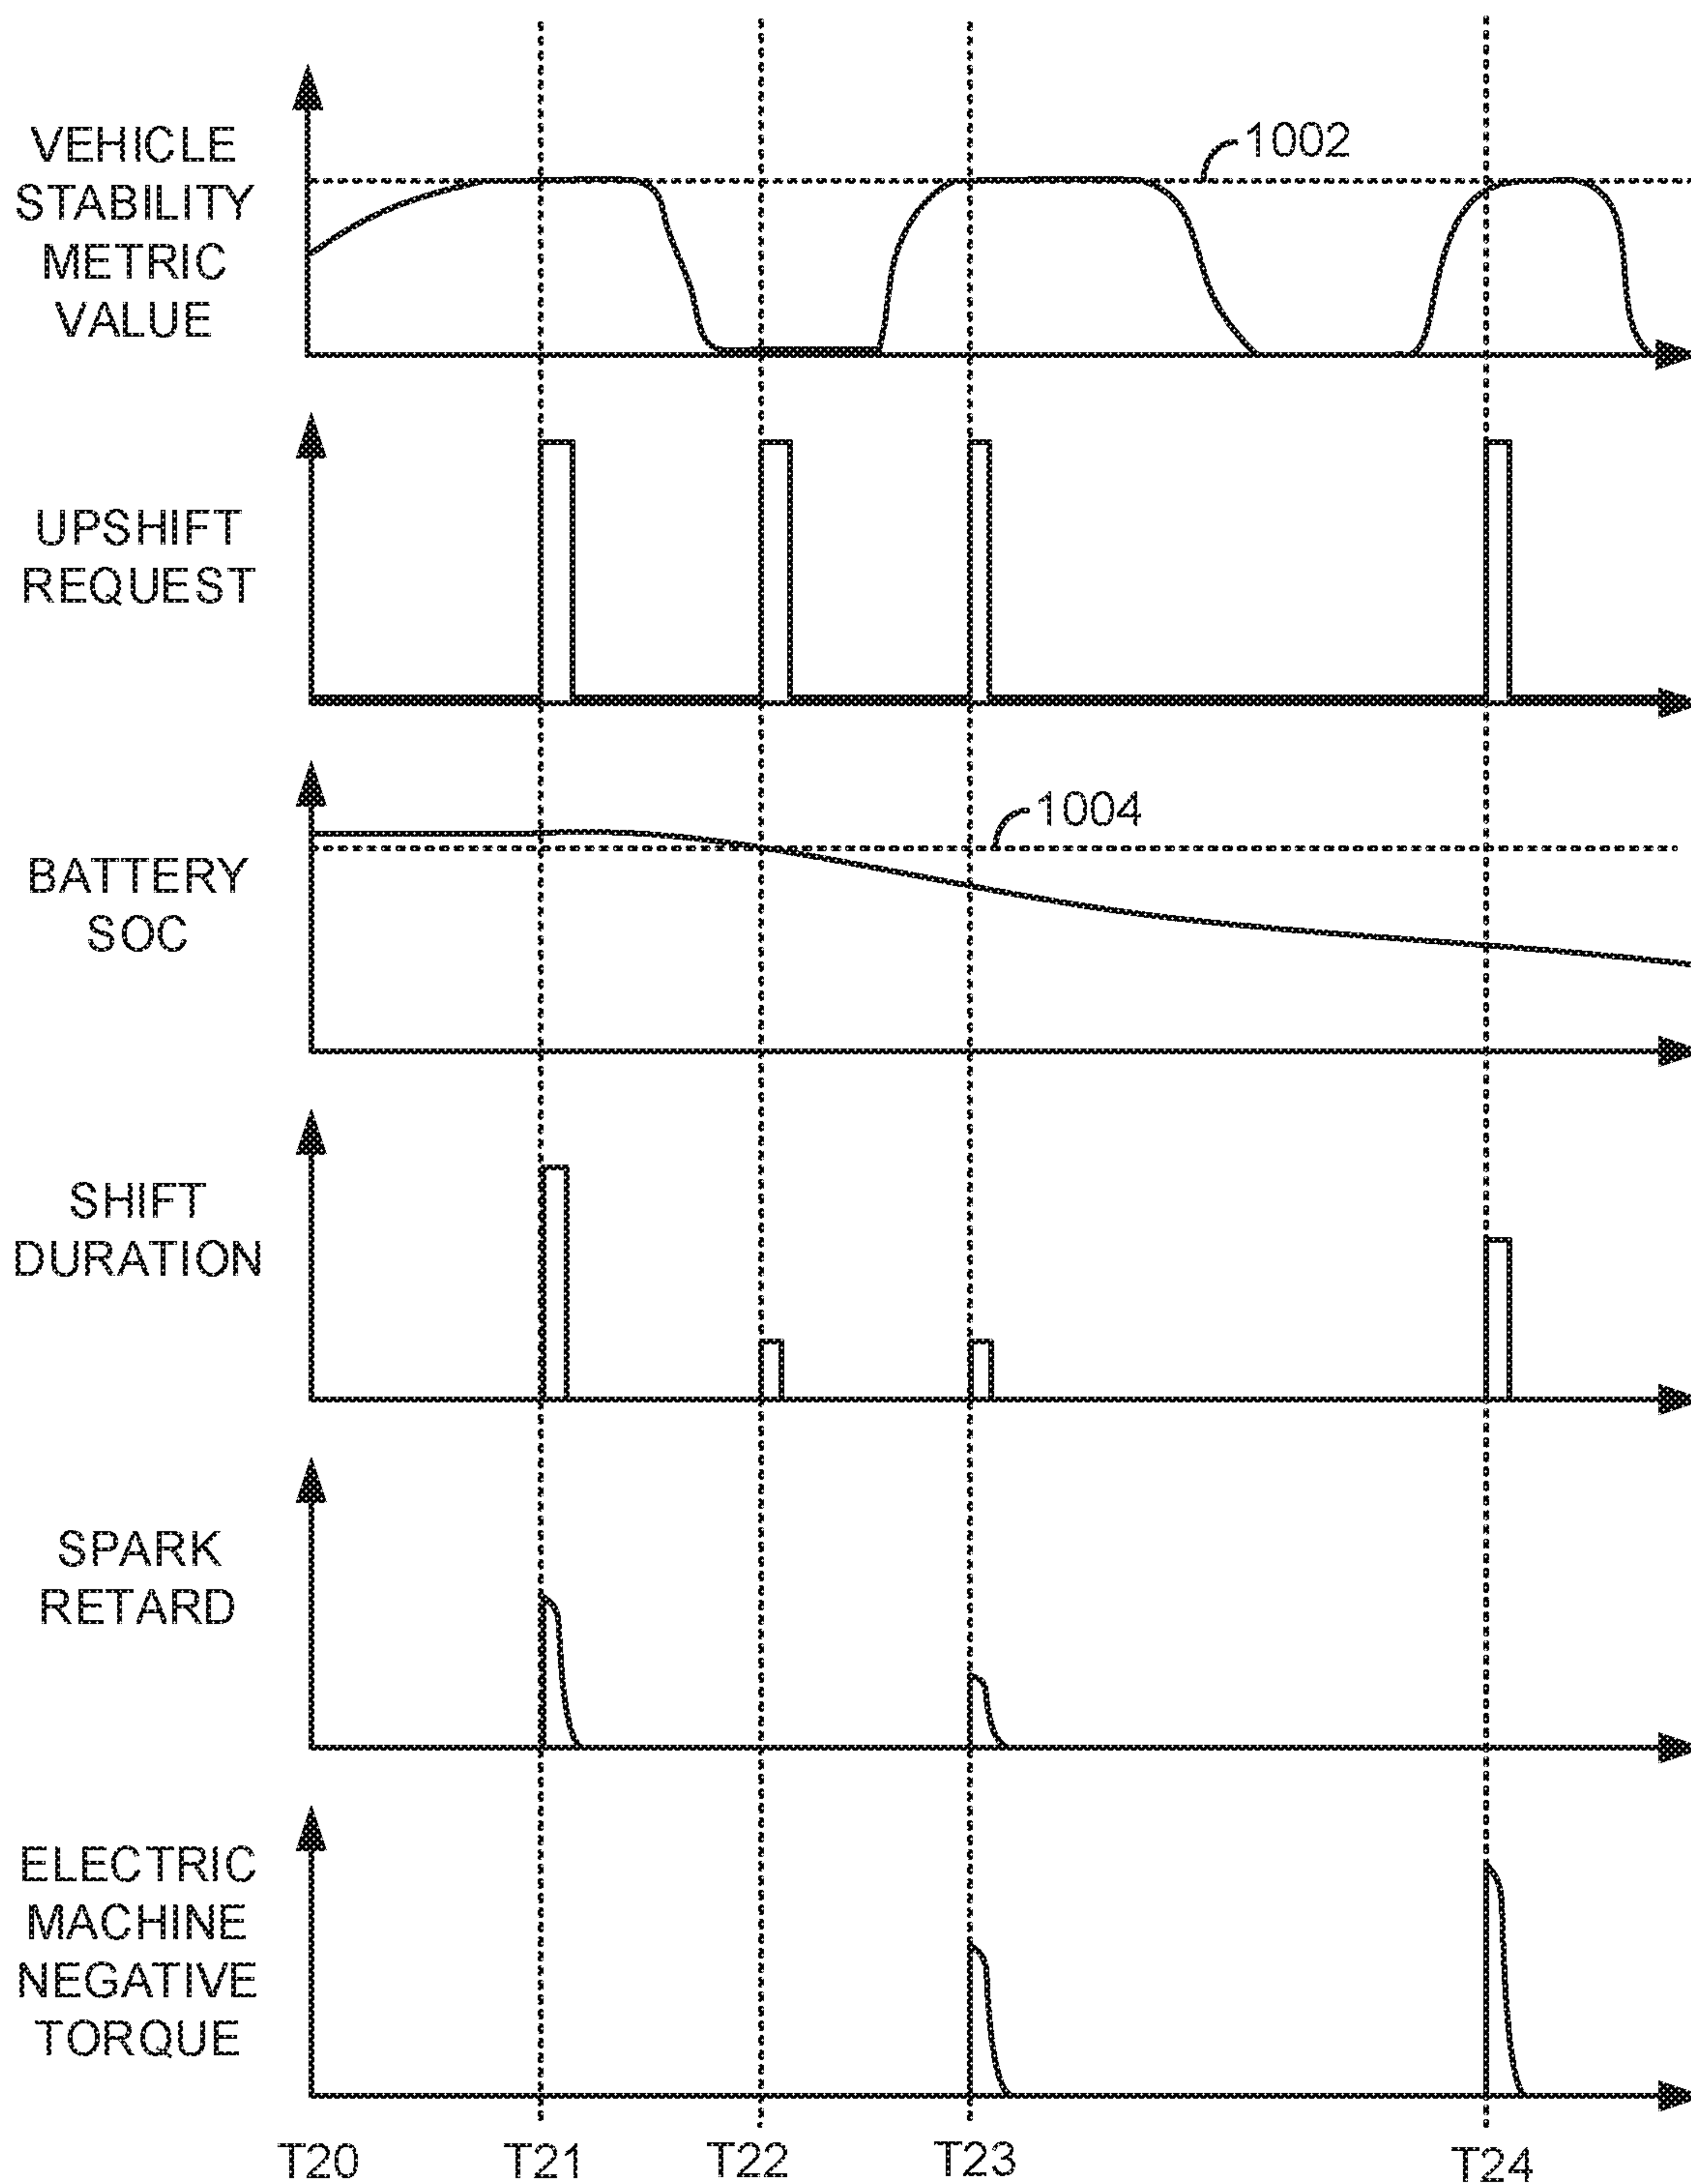 1002
VEHICLE
STABILITY
METRIC
VALUE
UPSHIFT
REQUEST
1004
BATTERY
SOC
SHIFT
DURATION
SPARK
RETARD
ELECTRIC
MACHINE
NEGATIVE
TORQUE
T20 T21 T22 T23 T24